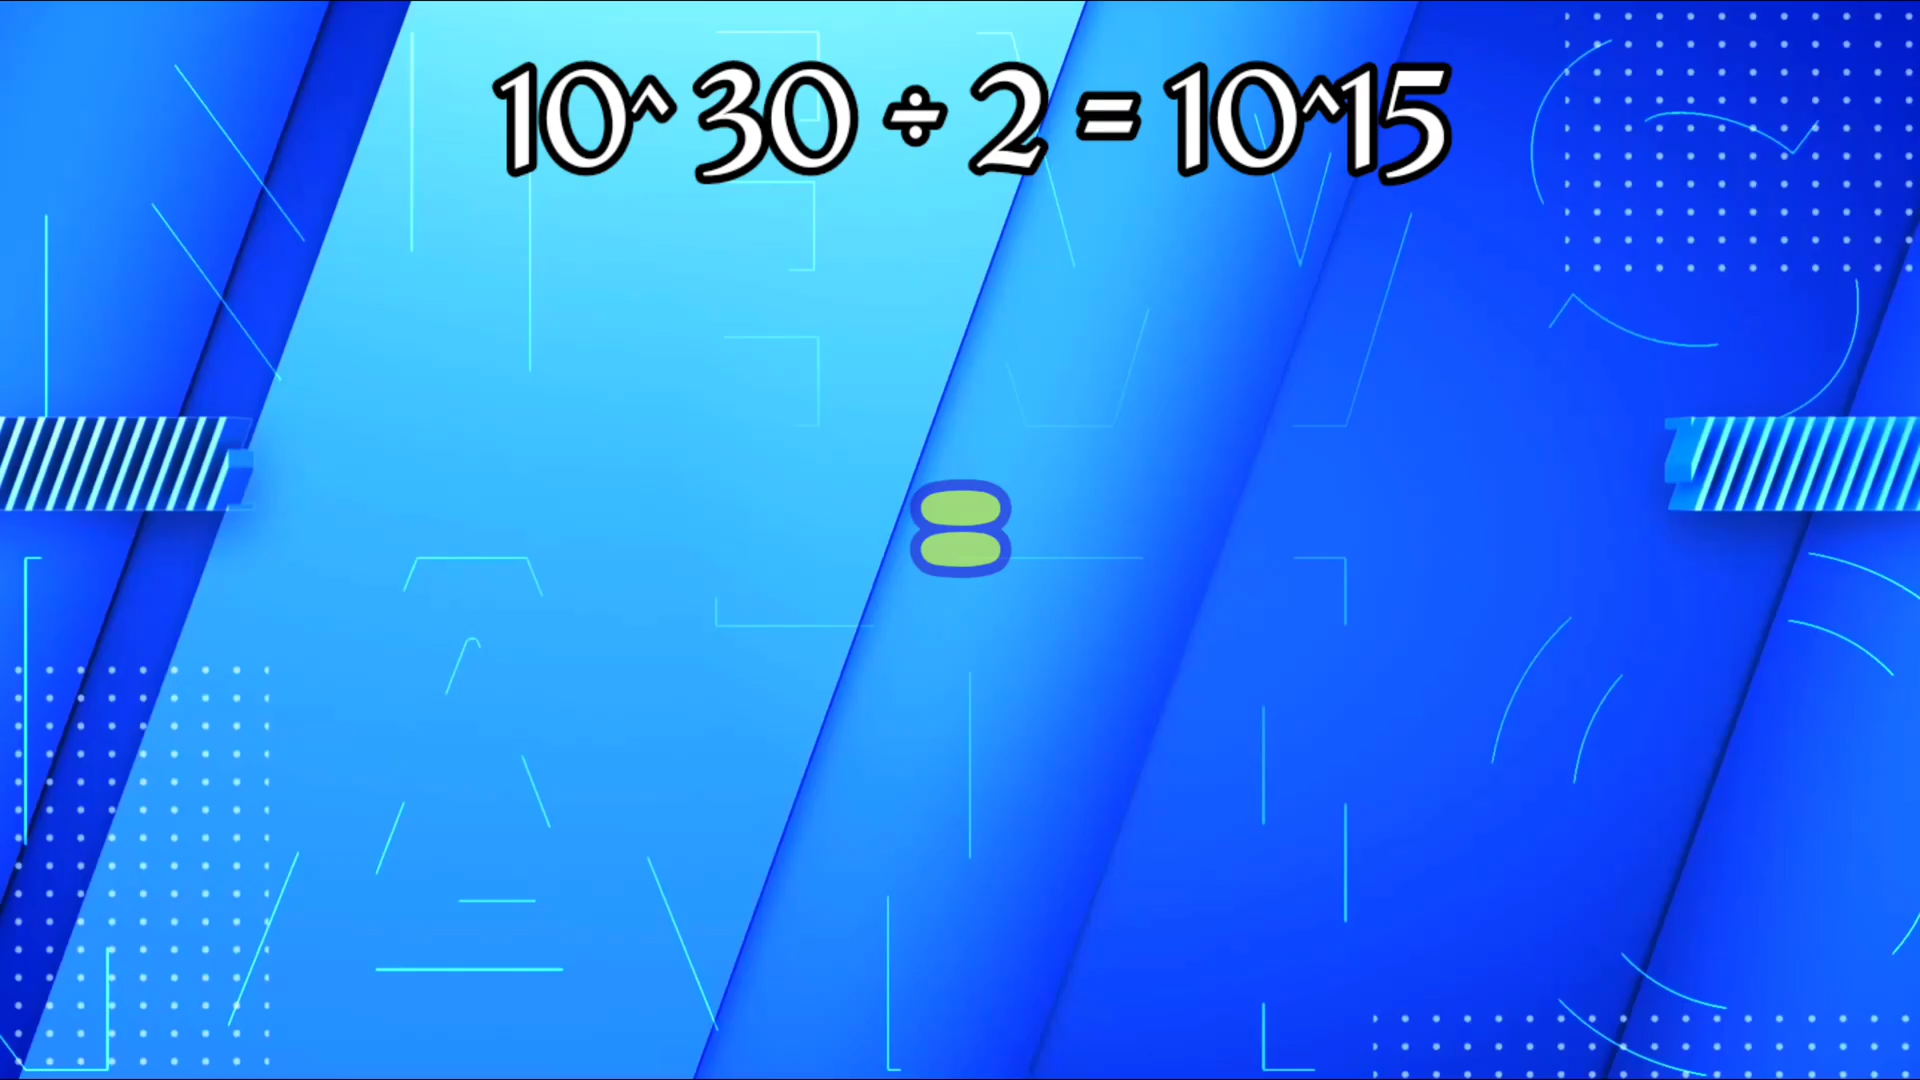 10^30 ÷ 2 = 10^15
=